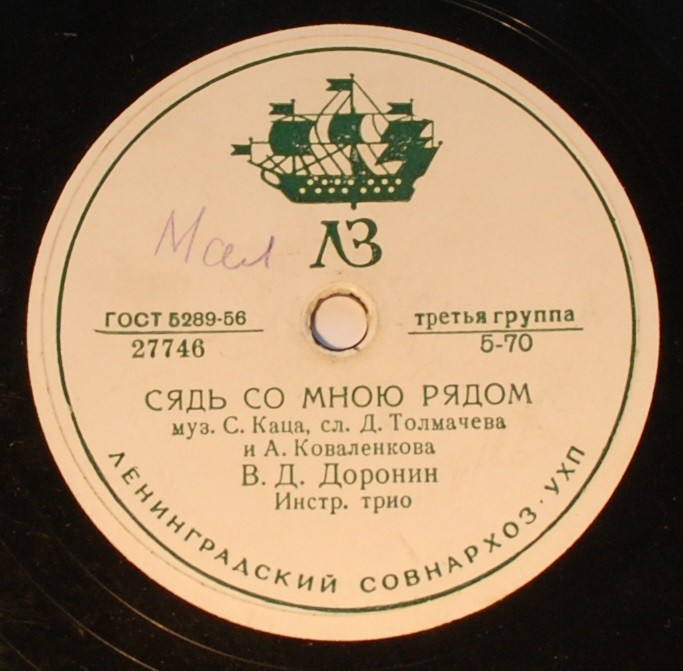 Мал
ЛЗ
ГОСТ 5289-56
27746
третья группа
5-70
СЯДЬ СО МНОЮ РЯДОМ
муз. С. Каца, сл. Д. Толмачева
и А. Коваленкова
В. Д. Доронин
Инстр. трио
ЛЕНИНГРАДСКИЙ СОВНАРХОЗ · УХП